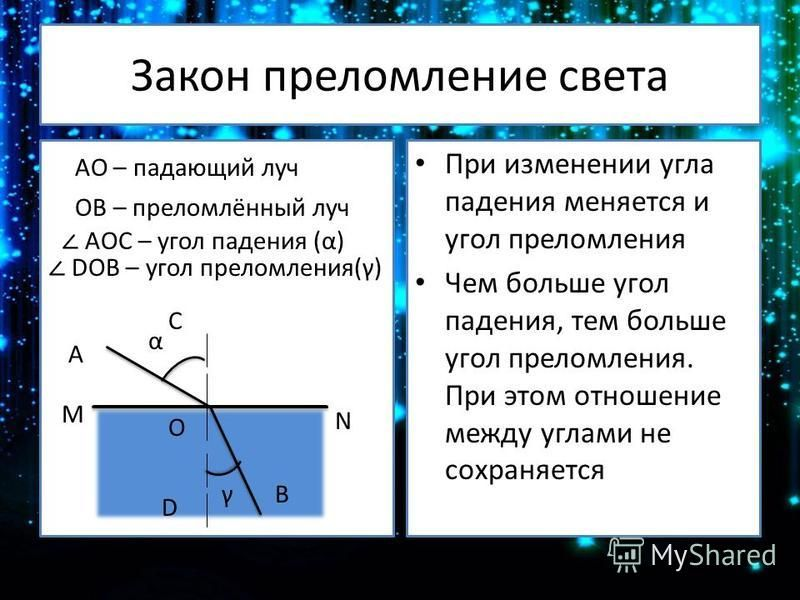 Закон преломление света
АО – падающий луч
ОВ – преломлённый луч
∠ АОС – угол падения (α)
∠ DОВ – угол преломления(γ)
С
α
А
М
О
N
γ
В
D
• При изменении угла
падения меняется и
угол преломления
• Чем больше угол
падения, тем больше
угол преломления.
При этом отношение
между углами не
сохраняется
MyShared